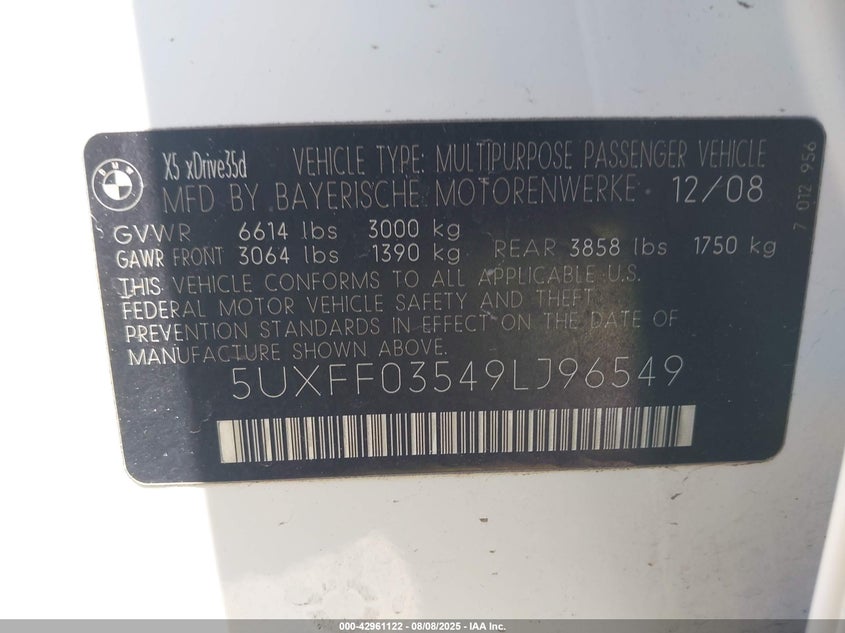 BMW
X5 xDrive35d VEHICLE TYPE: MULTIPURPOSE PASSENGER VEHICLE
MFD BY BAYERISCHE MOTORENWERKE 12/08
GVWR 6614 lbs 3000 kg
GAWR FRONT 3064 lbs 1390 kg REAR 3858 lbs 1750 kg
THIS VEHICLE CONFORMS TO ALL APPLICABLE U.S.
FEDERAL MOTOR VEHICLE SAFETY AND THEFT
PREVENTION STANDARDS IN EFFECT ON THE DATE OF
MANUFACTURE SHOWN ABOVE.
5UXFF03549LJ96549
7 012 956
000-42961122 - 08/08/2025 - IAA Inc.